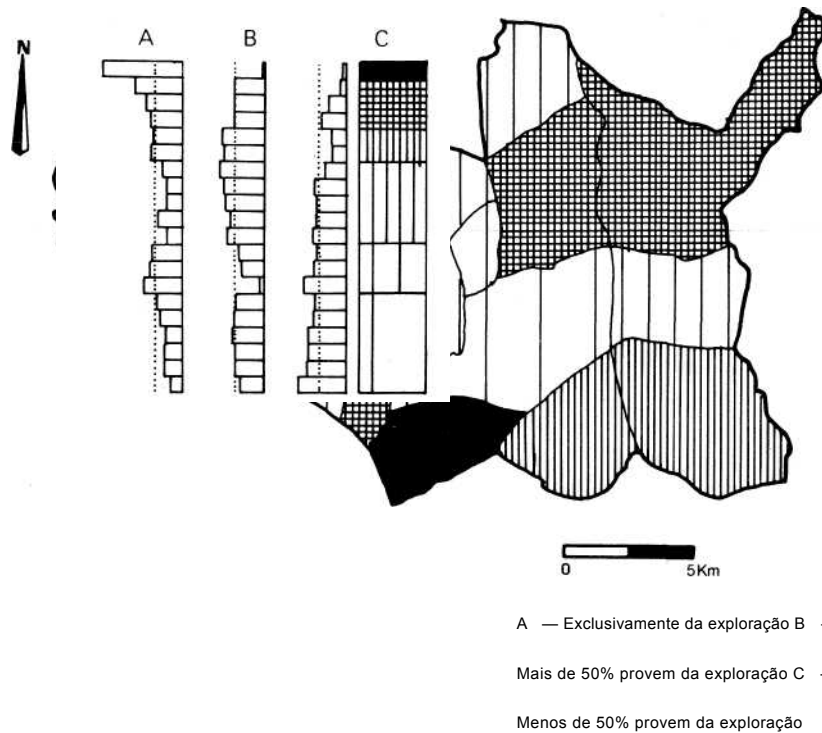 N
A B C
0 5Km
A — Exclusivamente da exploração B -
Mais de 50% provem da exploração C -
Menos de 50% provem da exploração